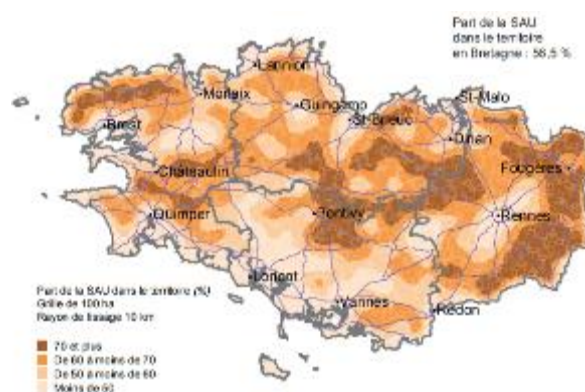 Part de la SAU
dans le territoire
en Bretagne : 58,5 %
Lannion
Morlaix
Guingamp
St-Malo
St-Brieuc
Brest
Dinan
Fougères
Châteaulin
Quimper
Pontivy
Rennes
Lorient
Vannes
Redon
Part de la SAU dans le territoire (%)
Grille de 100 ha
Rayon de lissage 10 km
70 et plus
De 60 à moins de 70
De 50 à moins de 60
Moins de 50